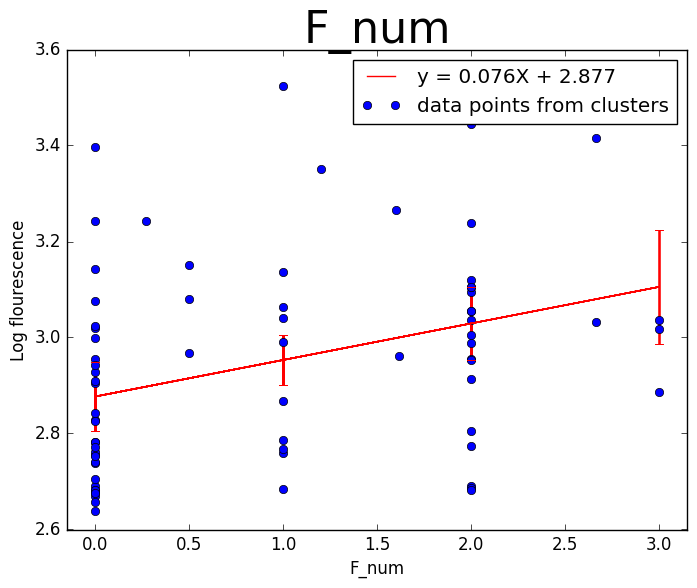 F_num
y = 0.076X + 2.877
data points from clusters
3.6
3.4
3.2
3.0
2.8
2.6
Log flourescence
0.0 0.5 1.0 1.5 2.0 2.5 3.0
F_num